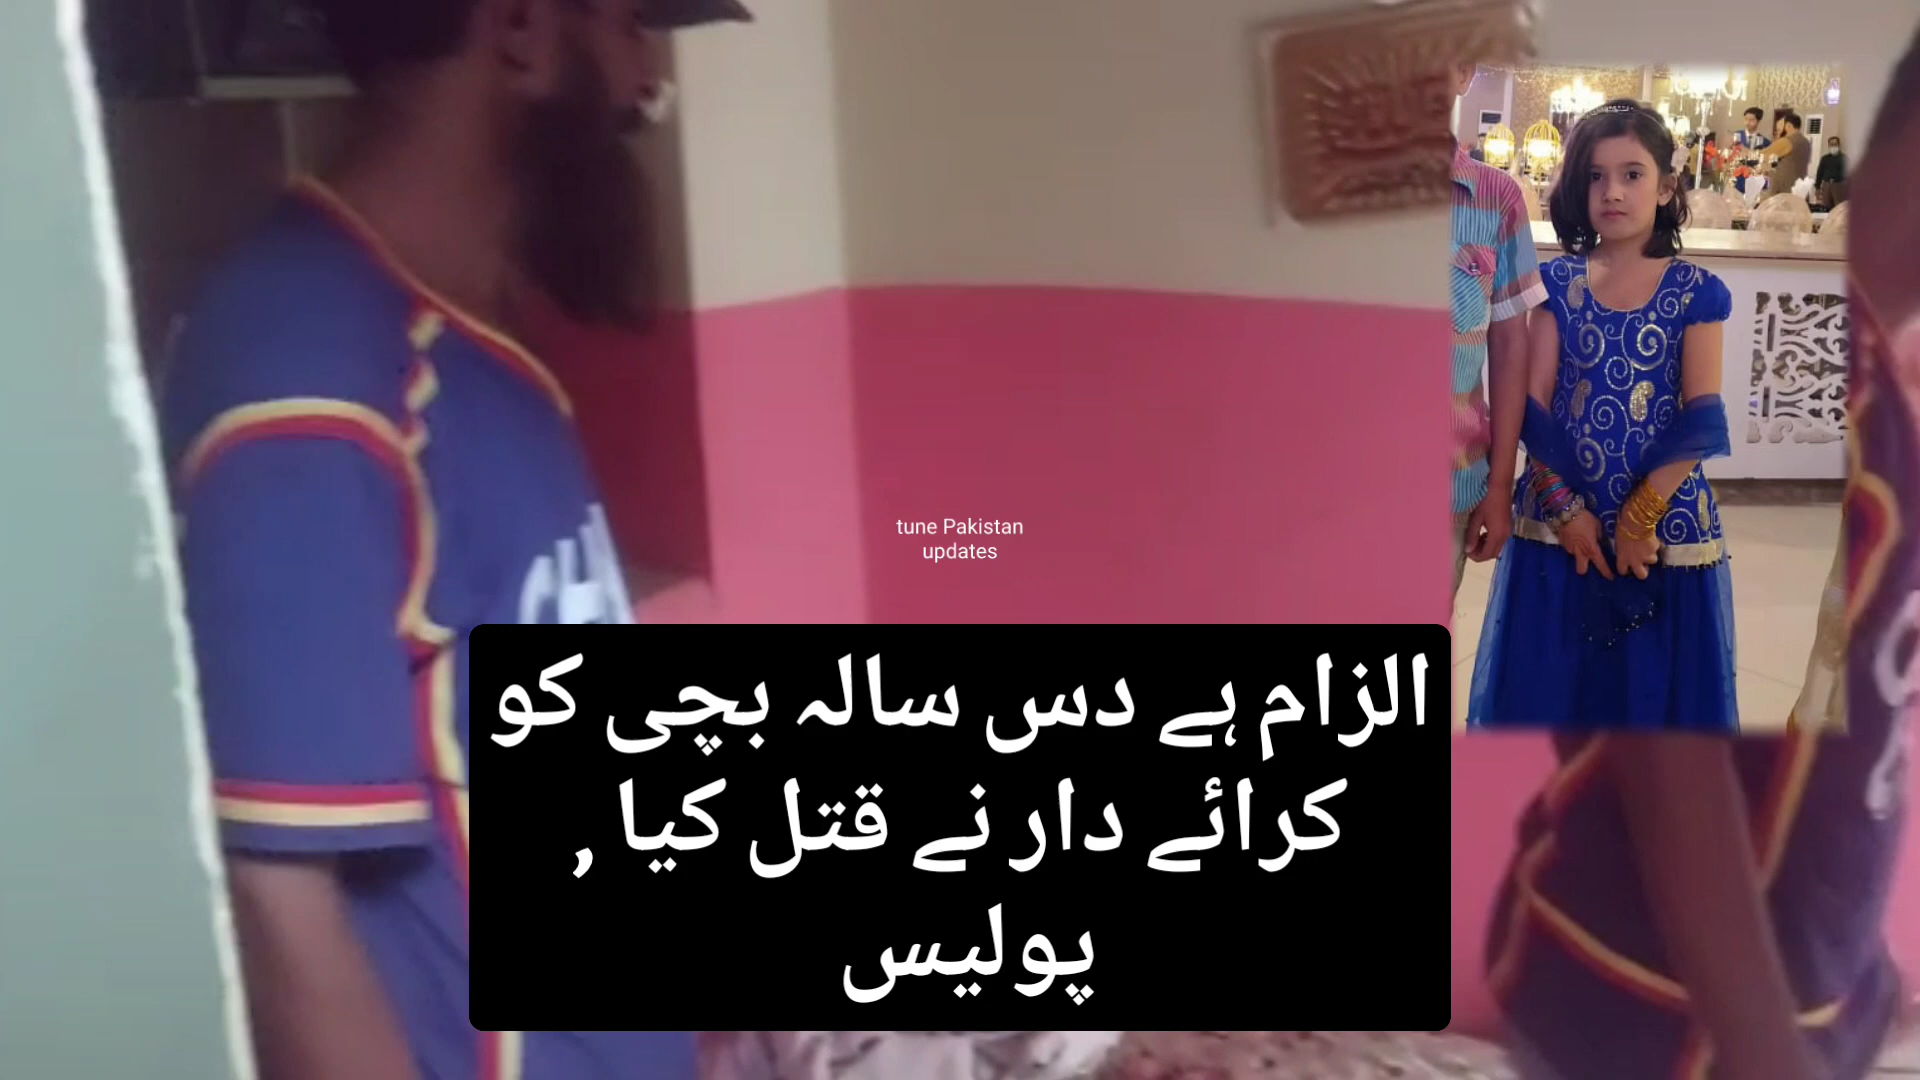 tune Pakistan
updates
الزام ہے دس سالہ بچی کو
کرائے دار نے قتل کیا ,
پولیس